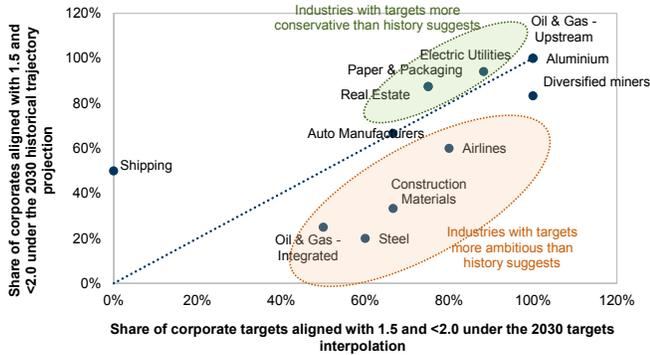 Industries with targets more
conservative than history suggests
Share of corporates aligned with 1.5 and
<2.0 under the 2030 historical trajectory
projection
120%
100%
80%
60%
40%
20%
0%
Oil & Gas -
Upstream
Electric Utilities
Aluminium
Paper & Packaging
Diversified miners
Real Estate
Auto Manufacturers
Shipping
Airlines
Construction
Materials
Oil & Gas -
Integrated
Steel
Industries with targets
more ambitious than
history suggests
0%
20%
40%
60%
80%
100%
120%
Share of corporate targets aligned with 1.5 and <2.0 under the 2030 targets
interpolation